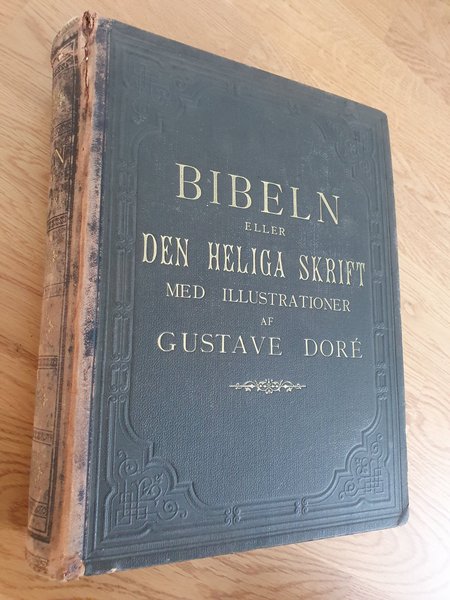 BIBELN
ELLER
DEN HELIGA SKRIFT
MED ILLUSTRATIONER
AF
GUSTAVE DORÉ